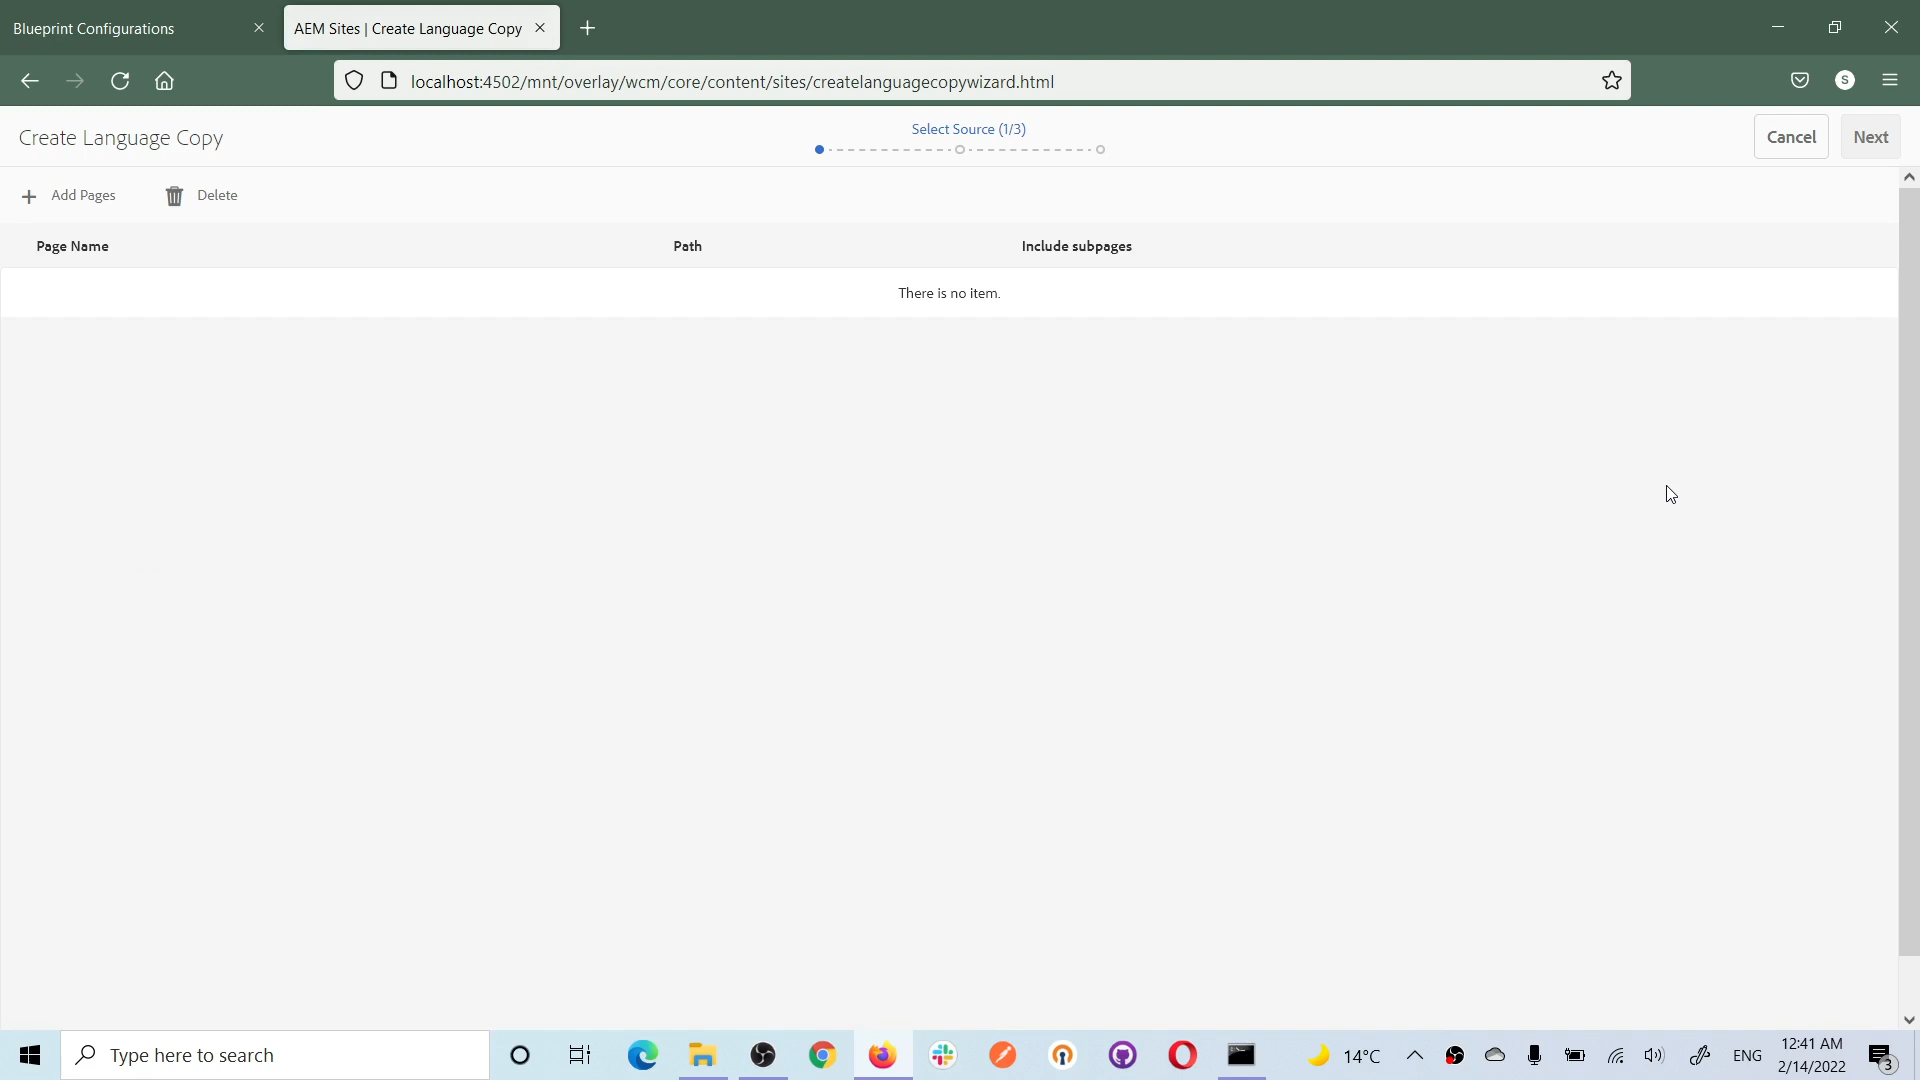 Blueprint Configurations
AEM Sites | Create Language Copy
localhost:4502/mnt/overlay/wcm/core/content/sites/createlanguagecopywizard.html
S
Create Language Copy
Select Source (1/3)
Cancel
Next
Add Pages
Delete
Page Name
Path
Include subpages
There is no item.
Type here to search
14°C
ENG
12:41 AM
2/14/2022
3